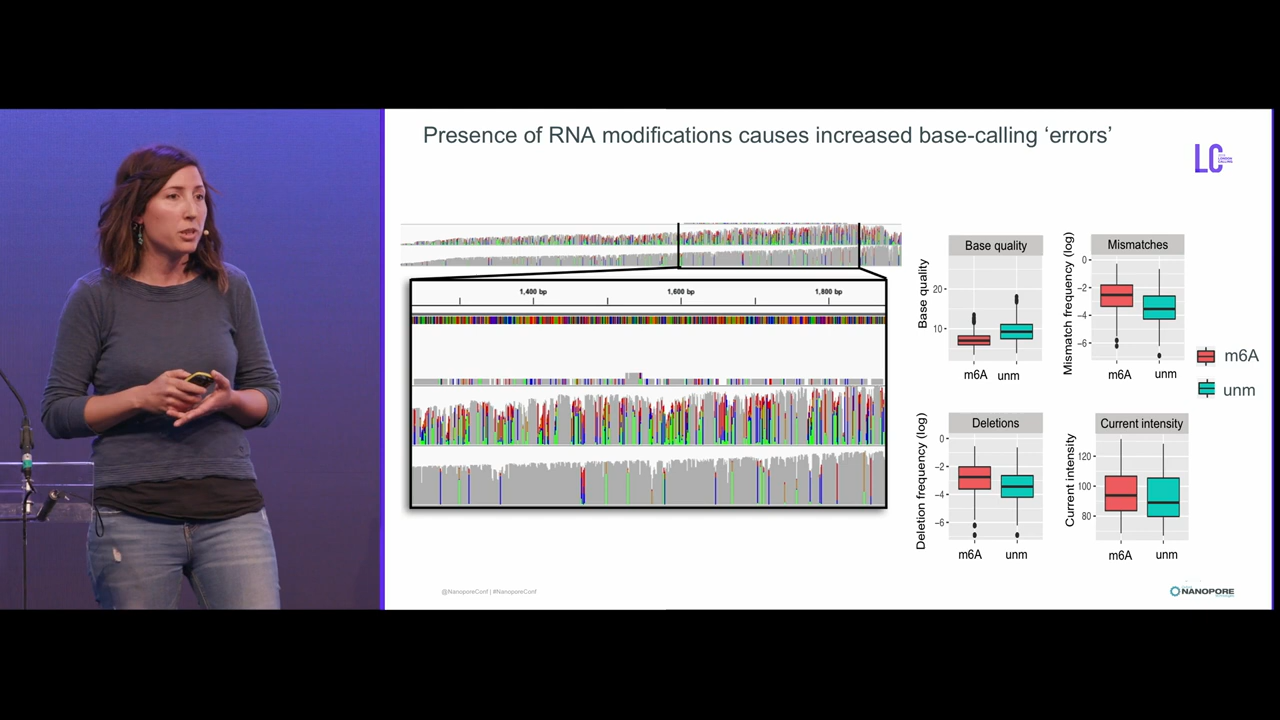 Presence of RNA modifications causes increased base-calling ‘errors’
LC
LONDON
CALLING
1,400 bp
1,600 bp
1,800 bp
Base quality
Base quality
20
10
m6A
unm
Mismatches
Mismatch frequency (log)
0
−2
−4
−6
m6A
unm
m6A
unm
Deletions
Deletion frequency (log)
0
−2
−4
−6
m6A
unm
Current intensity
Current intensity
120
100
80
m6A
unm
@NanoporeConf | #NanoporeConf
NANOPORE